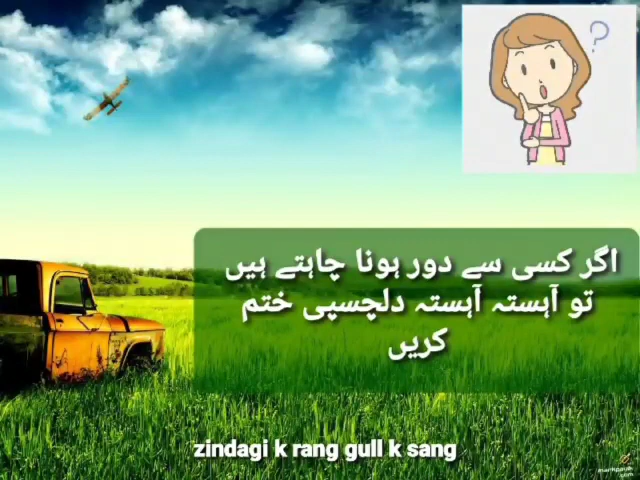 ?
اگر کسی سے دور ہونا چاہتے ہیں
تو آہستہ آہستہ دلچسپی ختم
کریں
zindagi k rang gull k sang